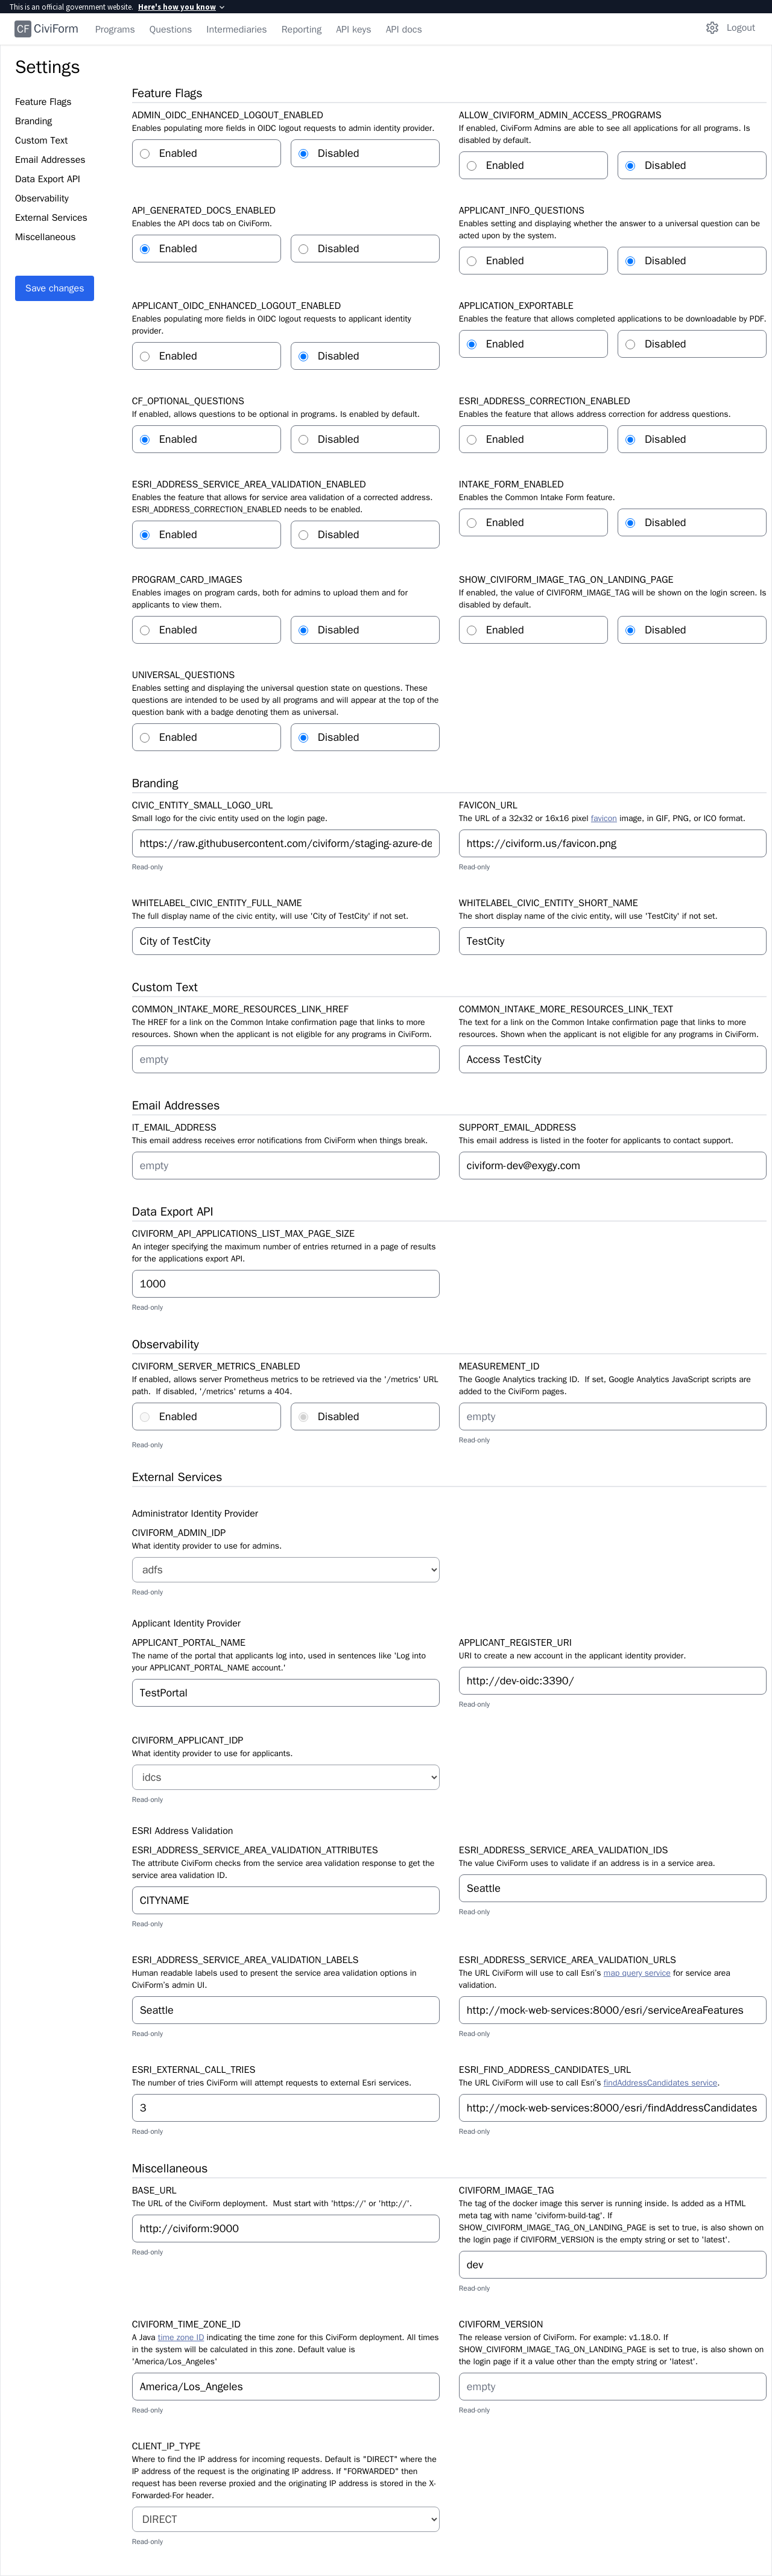 This is an official government website. Here's how you know
CF CiviForm Programs Questions Intermediaries Reporting API keys API docs Logout
Settings
Feature Flags
Branding
Custom Text
Email Addresses
Data Export API
Observability
External Services
Miscellaneous
Save changes
Feature Flags
ADMIN_OIDC_ENHANCED_LOGOUT_ENABLED
Enables populating more fields in OIDC logout requests to admin identity provider.
Enabled Disabled
ALLOW_CIVIFORM_ADMIN_ACCESS_PROGRAMS
If enabled, CiviForm Admins are able to see all applications for all programs. Is
disabled by default.
Enabled Disabled
API_GENERATED_DOCS_ENABLED
Enables the API docs tab on CiviForm.
Enabled Disabled
APPLICANT_INFO_QUESTIONS
Enables setting and displaying whether the answer to a universal question can be
acted upon by the system.
Enabled Disabled
APPLICANT_OIDC_ENHANCED_LOGOUT_ENABLED
Enables populating more fields in OIDC logout requests to applicant identity
provider.
Enabled Disabled
APPLICATION_EXPORTABLE
Enables the feature that allows completed applications to be downloadable by PDF.
Enabled Disabled
CF_OPTIONAL_QUESTIONS
If enabled, allows questions to be optional in programs. Is enabled by default.
Enabled Disabled
ESRI_ADDRESS_CORRECTION_ENABLED
Enables the feature that allows address correction for address questions.
Enabled Disabled
ESRI_ADDRESS_SERVICE_AREA_VALIDATION_ENABLED
Enables the feature that allows for service area validation of a corrected address.
ESRI_ADDRESS_CORRECTION_ENABLED needs to be enabled.
Enabled Disabled
INTAKE_FORM_ENABLED
Enables the Common Intake Form feature.
Enabled Disabled
PROGRAM_CARD_IMAGES
Enables images on program cards, both for admins to upload them and for
applicants to view them.
Enabled Disabled
SHOW_CIVIFORM_IMAGE_TAG_ON_LANDING_PAGE
If enabled, the value of CIVIFORM_IMAGE_TAG will be shown on the login screen. Is
disabled by default.
Enabled Disabled
UNIVERSAL_QUESTIONS
Enables setting and displaying the universal question state on questions. These
questions are intended to be used by all programs and will appear at the top of the
question bank with a badge denoting them as universal.
Enabled Disabled
Branding
CIVIC_ENTITY_SMALL_LOGO_URL
Small logo for the civic entity used on the login page.
https://raw.githubusercontent.com/civiform/staging-azure-de
Read-only
FAVICON_URL
The URL of a 32x32 or 16x16 pixel favicon image, in GIF, PNG, or ICO format.
https://civiform.us/favicon.png
Read-only
WHITELABEL_CIVIC_ENTITY_FULL_NAME
The full display name of the civic entity, will use 'City of TestCity' if not set.
City of TestCity
WHITELABEL_CIVIC_ENTITY_SHORT_NAME
The short display name of the civic entity, will use 'TestCity' if not set.
TestCity
Custom Text
COMMON_INTAKE_MORE_RESOURCES_LINK_HREF
The HREF for a link on the Common Intake confirmation page that links to more
resources. Shown when the applicant is not eligible for any programs in CiviForm.
empty
COMMON_INTAKE_MORE_RESOURCES_LINK_TEXT
The text for a link on the Common Intake confirmation page that links to more
resources. Shown when the applicant is not eligible for any programs in CiviForm.
Access TestCity
Email Addresses
IT_EMAIL_ADDRESS
This email address receives error notifications from CiviForm when things break.
empty
SUPPORT_EMAIL_ADDRESS
This email address is listed in the footer for applicants to contact support.
civiform-dev@exygy.com
Data Export API
CIVIFORM_API_APPLICATIONS_LIST_MAX_PAGE_SIZE
An integer specifying the maximum number of entries returned in a page of results
for the applications export API.
1000
Read-only
Observability
CIVIFORM_SERVER_METRICS_ENABLED
If enabled, allows server Prometheus metrics to be retrieved via the '/metrics' URL
path. If disabled, '/metrics' returns a 404.
Enabled Disabled
Read-only
MEASUREMENT_ID
The Google Analytics tracking ID. If set, Google Analytics JavaScript scripts are
added to the CiviForm pages.
empty
Read-only
External Services
Administrator Identity Provider
CIVIFORM_ADMIN_IDP
What identity provider to use for admins.
adfs
Read-only
Applicant Identity Provider
APPLICANT_PORTAL_NAME
The name of the portal that applicants log into, used in sentences like 'Log into
your APPLICANT_PORTAL_NAME account.'
TestPortal
APPLICANT_REGISTER_URI
URI to create a new account in the applicant identity provider.
http://dev-oidc:3390/
Read-only
CIVIFORM_APPLICANT_IDP
What identity provider to use for applicants.
idcs
Read-only
ESRI Address Validation
ESRI_ADDRESS_SERVICE_AREA_VALIDATION_ATTRIBUTES
The attribute CiviForm checks from the service area validation response to get the
service area validation ID.
CITYNAME
Read-only
ESRI_ADDRESS_SERVICE_AREA_VALIDATION_IDS
The value CiviForm uses to validate if an address is in a service area.
Seattle
Read-only
ESRI_ADDRESS_SERVICE_AREA_VALIDATION_LABELS
Human readable labels used to present the service area validation options in
CiviForm's admin UI.
Seattle
Read-only
ESRI_ADDRESS_SERVICE_AREA_VALIDATION_URLS
The URL CiviForm will use to call Esri's map query service for service area
validation.
http://mock-web-services:8000/esri/serviceAreaFeatures
Read-only
ESRI_EXTERNAL_CALL_TRIES
The number of tries CiviForm will attempt requests to external Esri services.
3
Read-only
ESRI_FIND_ADDRESS_CANDIDATES_URL
The URL CiviForm will use to call Esri's findAddressCandidates service.
http://mock-web-services:8000/esri/findAddressCandidates
Read-only
Miscellaneous
BASE_URL
The URL of the CiviForm deployment. Must start with 'https://' or 'http://'.
http://civiform:9000
Read-only
CIVIFORM_IMAGE_TAG
The tag of the docker image this server is running inside. Is added as a HTML
meta tag with name 'civiform-build-tag'. If
SHOW_CIVIFORM_IMAGE_TAG_ON_LANDING_PAGE is set to true, is also shown on
the login page if CIVIFORM_VERSION is the empty string or set to 'latest'.
dev
Read-only
CIVIFORM_TIME_ZONE_ID
A Java time zone ID indicating the time zone for this CiviForm deployment. All times
in the system will be calculated in this zone. Default value is
'America/Los_Angeles'
America/Los_Angeles
Read-only
CIVIFORM_VERSION
The release version of CiviForm. For example: v1.18.0. If
SHOW_CIVIFORM_IMAGE_TAG_ON_LANDING_PAGE is set to true, is also shown on
the login page if it a value other than the empty string or 'latest'.
empty
Read-only
CLIENT_IP_TYPE
Where to find the IP address for incoming requests. Default is "DIRECT" where the
IP address of the request is the originating IP address. If "FORWARDED" then
request has been reverse proxied and the originating IP address is stored in the X-
Forwarded-For header.
DIRECT
Read-only